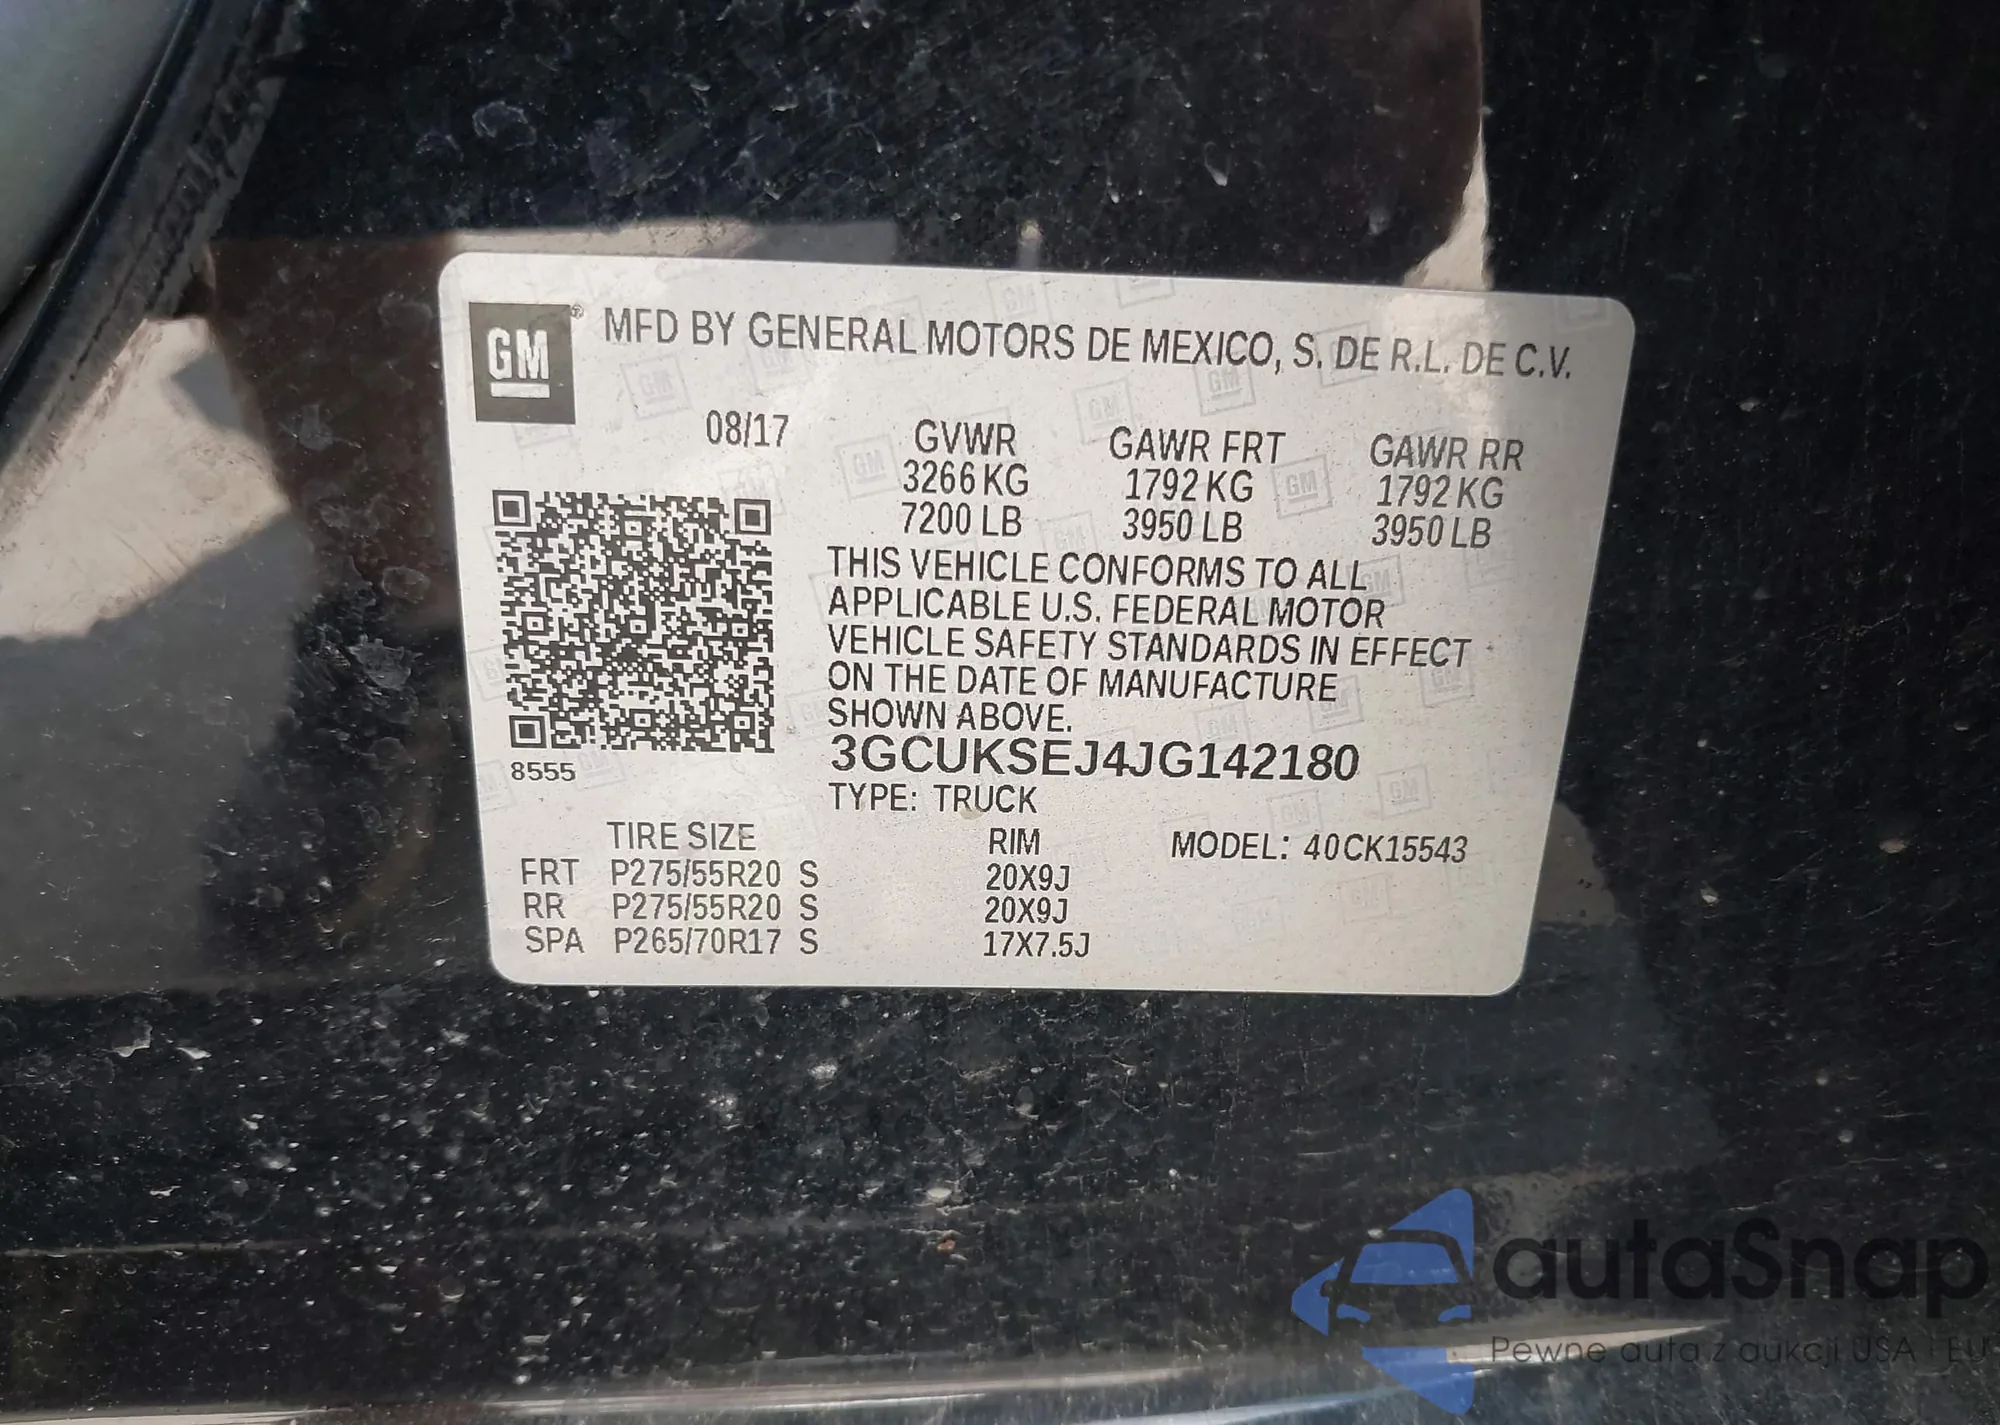 GM ® MFD BY GENERAL MOTORS DE MEXICO, S. DE R.L. DE C.V.
08/17 GVWR GAWR FRT GAWR RR
3266 KG 1792 KG 1792 KG
7200 LB 3950 LB 3950 LB
THIS VEHICLE CONFORMS TO ALL
APPLICABLE U.S. FEDERAL MOTOR
VEHICLE SAFETY STANDARDS IN EFFECT
ON THE DATE OF MANUFACTURE
SHOWN ABOVE.
3GCUKSEJ4JG142180
8555
TYPE: TRUCK
TIRE SIZE RIM MODEL: 40CK15543
FRT P275/55R20 S 20X9J
RR P275/55R20 S 20X9J
SPA P265/70R17 S 17X7.5J
autaSnap
Pewne auta z aukcji USA i EU